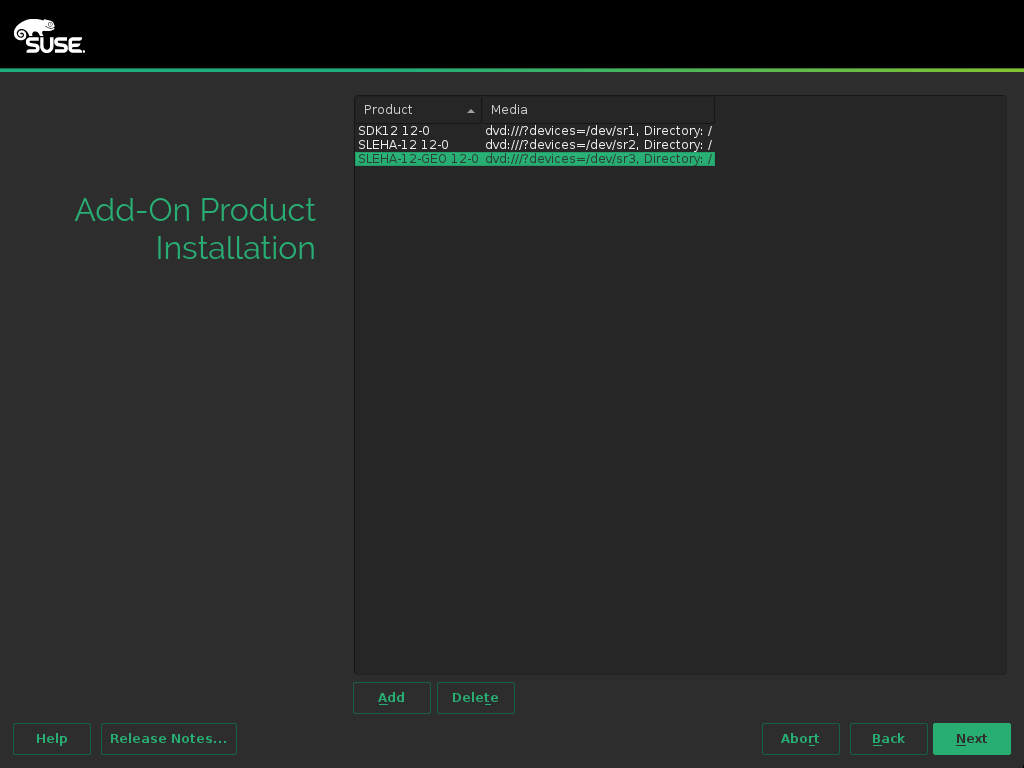 SUSE.
Add-On Product
Installation
Product Media
SDK12 12-0 dvd:///?devices=/dev/sr1, Directory: /
SLEHA-12 12-0 dvd:///?devices=/dev/sr2, Directory: /
SLEHA-12-GEO 12-0 dvd:///?devices=/dev/sr3, Directory: /
Add Delete
Help Release Notes... Abort Back Next